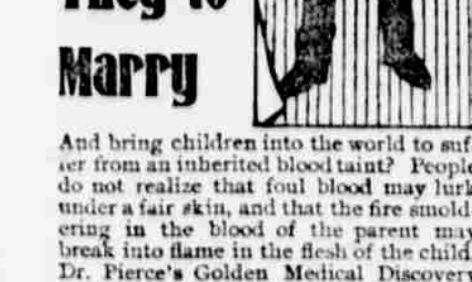 They to
Marry
And bring children into the world to suf-
fer from an inherited blood taint? People
do not realize that foul blood may lurk
under a fair skin, and that the fire smold-
ering in the blood of the parent may
break into flame in the flesh of the child.
Dr. Pierce's Golden Medical Discovery